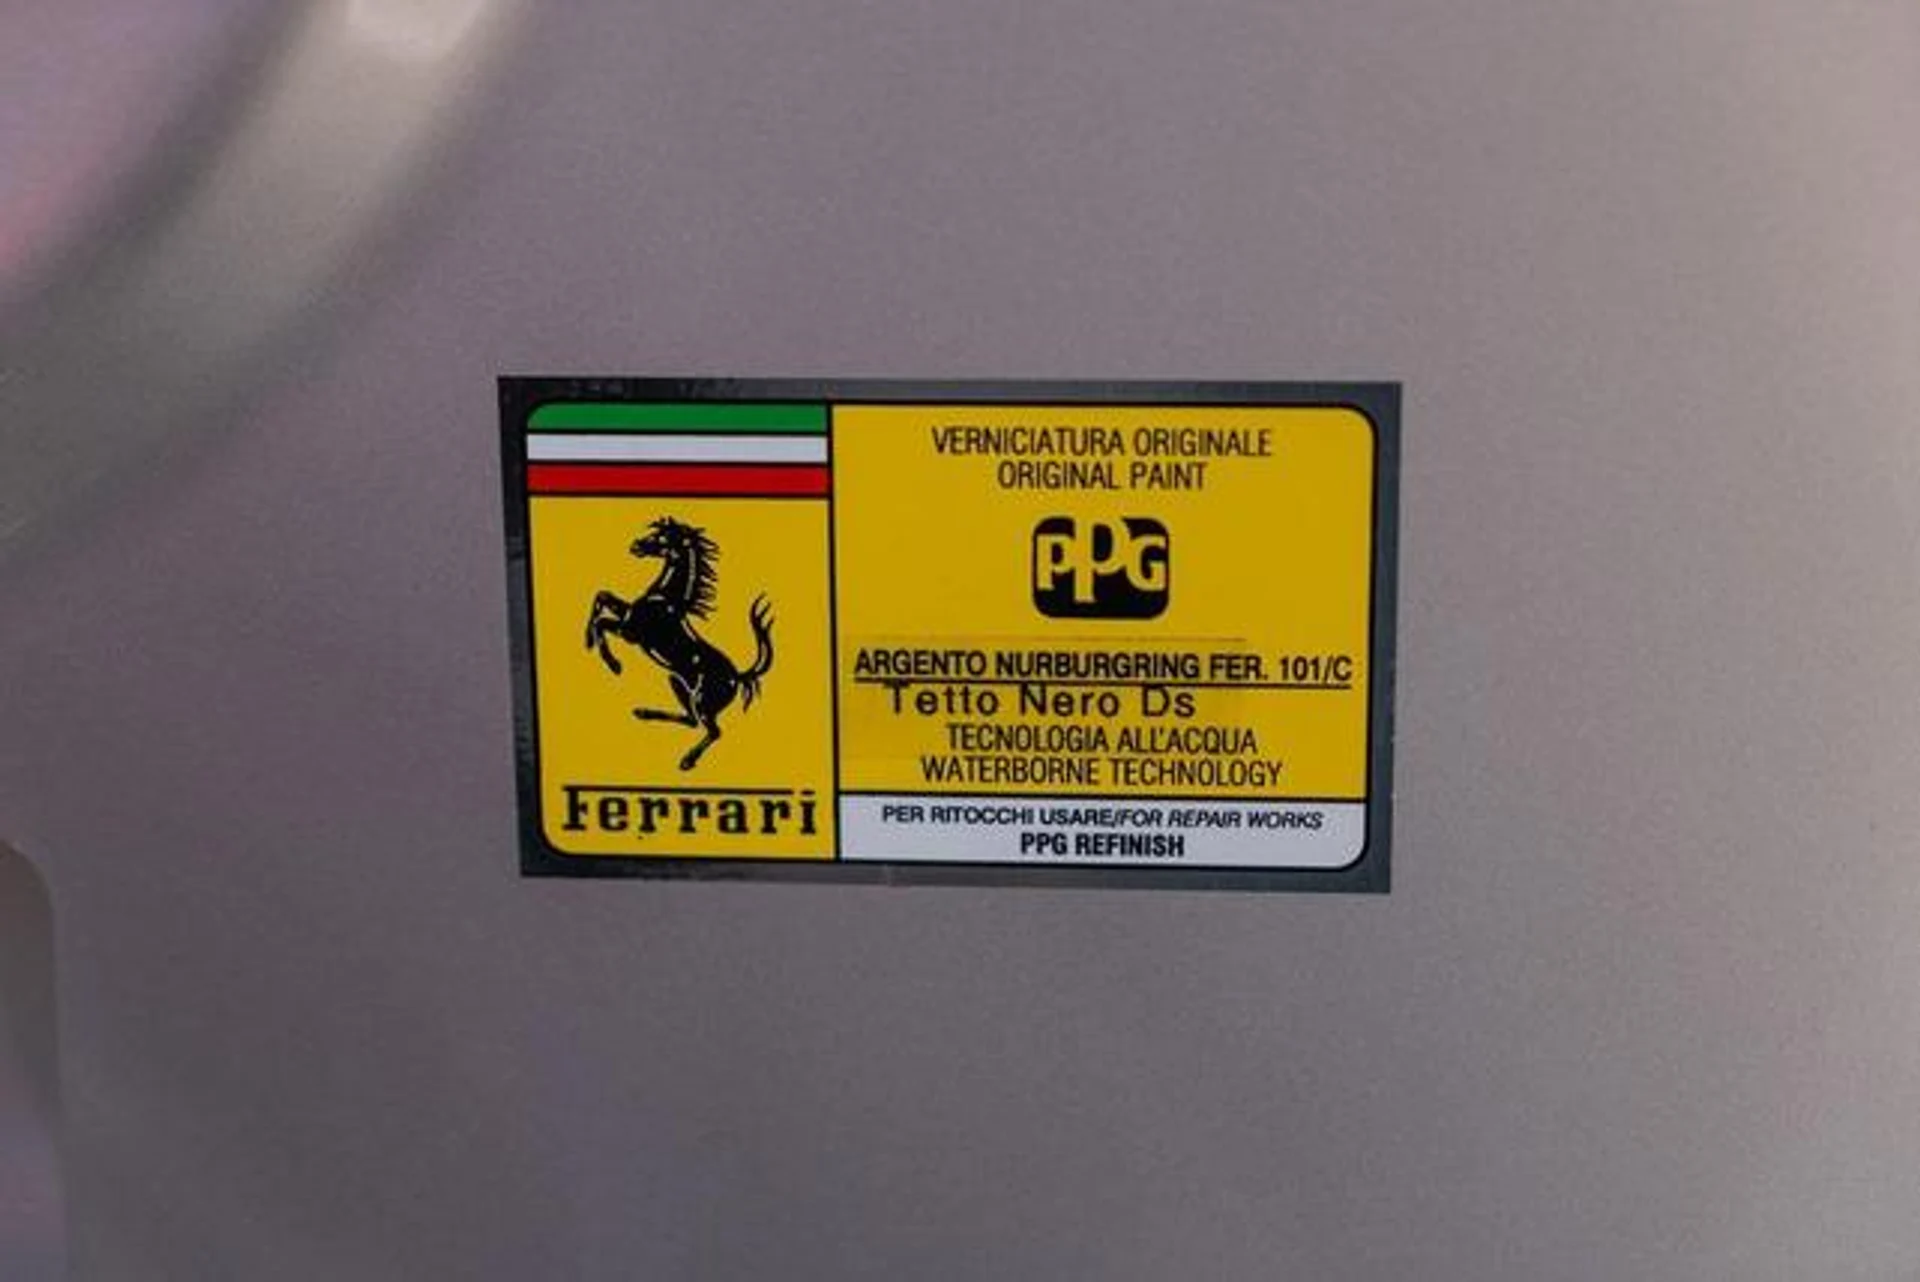 VERNICIATURA ORIGINALE
ORIGINAL PAINT
PPG
ARGENTO NURBURGRING FER. 101/C
Tetto Nero Ds
TECNOLOGIA ALL'ACQUA
WATERBORNE TECHNOLOGY
Ferrari
PER RITOCCHI USARE/FOR REPAIR WORKS
PPG REFINISH